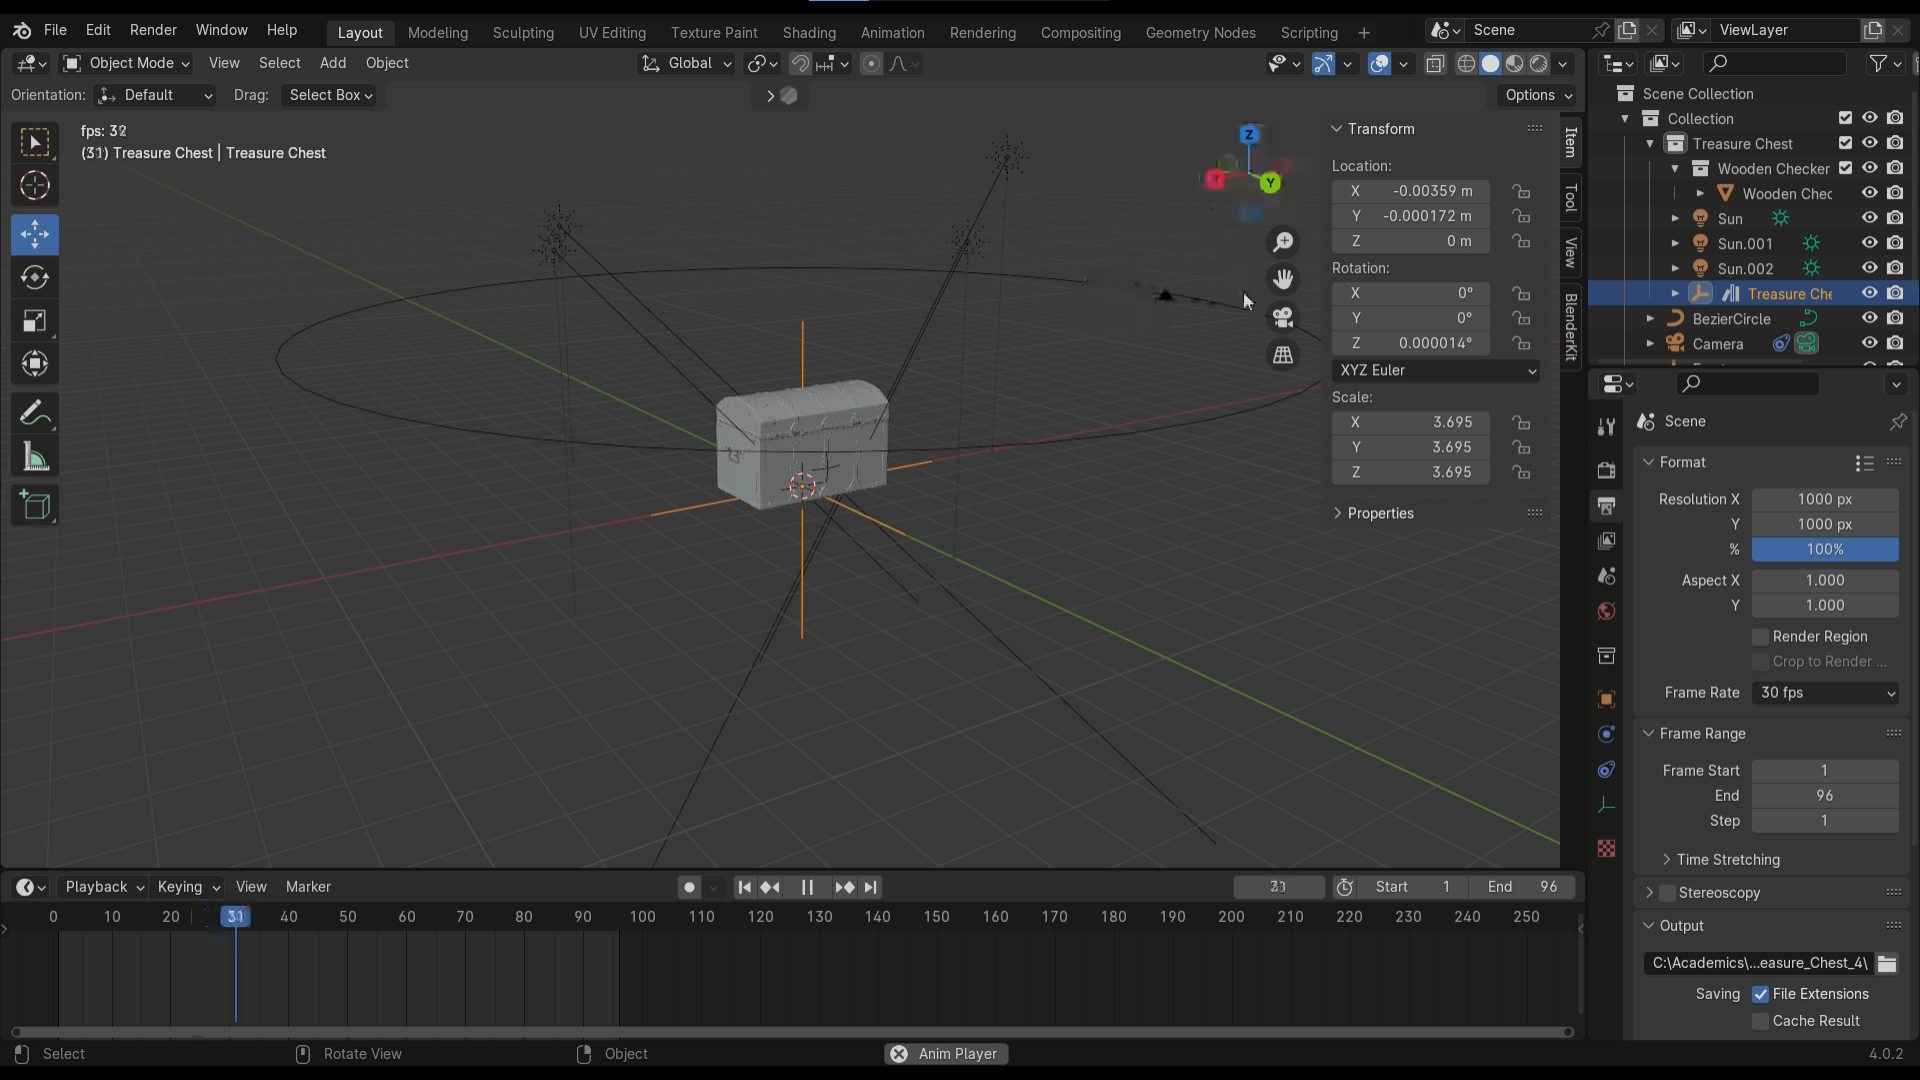 File Edit Render Window Help Layout Modeling Sculpting UV Editing Texture Paint Shading Animation Rendering Compositing Geometry Nodes Scripting + Scene ViewLayer
Object Mode View Select Add Object Global
Orientation: Default Drag: Select Box Options
(31) Treasure Chest | Treasure Chest
Z
Y
Transform
Location:
X -0.00359 m
Y -0.000172 m
Z 0 m
Rotation:
X 0°
Y 0°
Z 0.000014°
XYZ Euler
Scale:
X 3.695
Y 3.695
Z 3.695
Properties
Item
Tool
View
BlenderKit
Scene Collection
Collection
Treasure Chest
Wooden Checker
Wooden Chec
Sun
Sun.001
Sun.002
Treasure Che
BezierCircle
Camera
Scene
Format
Resolution X 1000 px
Y 1000 px
% 100%
Aspect X 1.000
Y 1.000
Render Region
Crop to Render ...
Frame Rate 30 fps
Frame Range
Frame Start 1
End 96
Step 1
Time Stretching
Stereoscopy
Output
C:\Academics\...easure_Chest_4\
Saving File Extensions
Cache Result
Playback Keying View Marker Start 1 End 96
0 10 20 31 40 50 60 70 80 90 100 110 120 130 140 150 160 170 180 190 200 210 220 230 240 250
Select Rotate View Object Anim Player 4.0.2